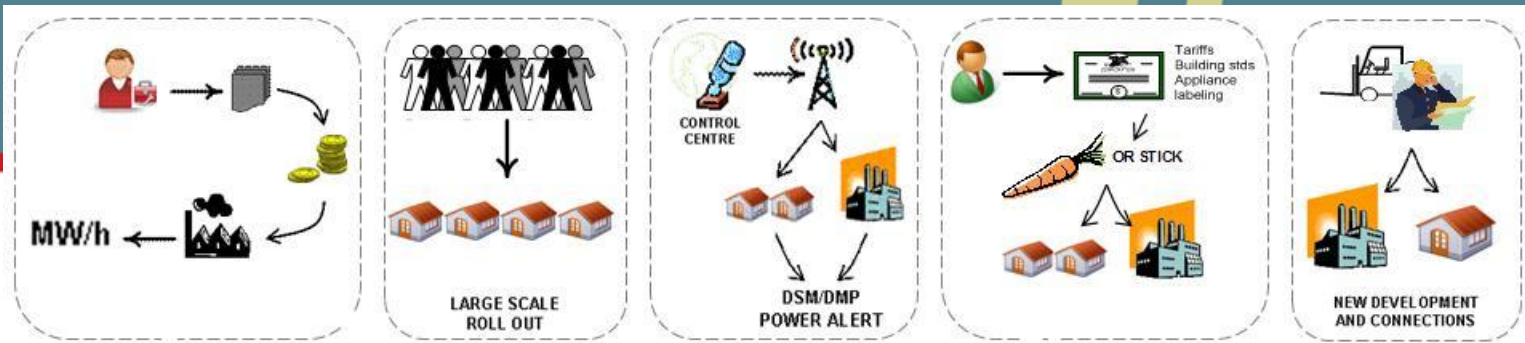 MW/h
LARGE SCALE
ROLL OUT
CONTROL
CENTRE
DSM/DMP
POWER ALERT
Tariffs
Building stds
Appliance
labeling
OR STICK
NEW DEVELOPMENT
AND CONNECTIONS